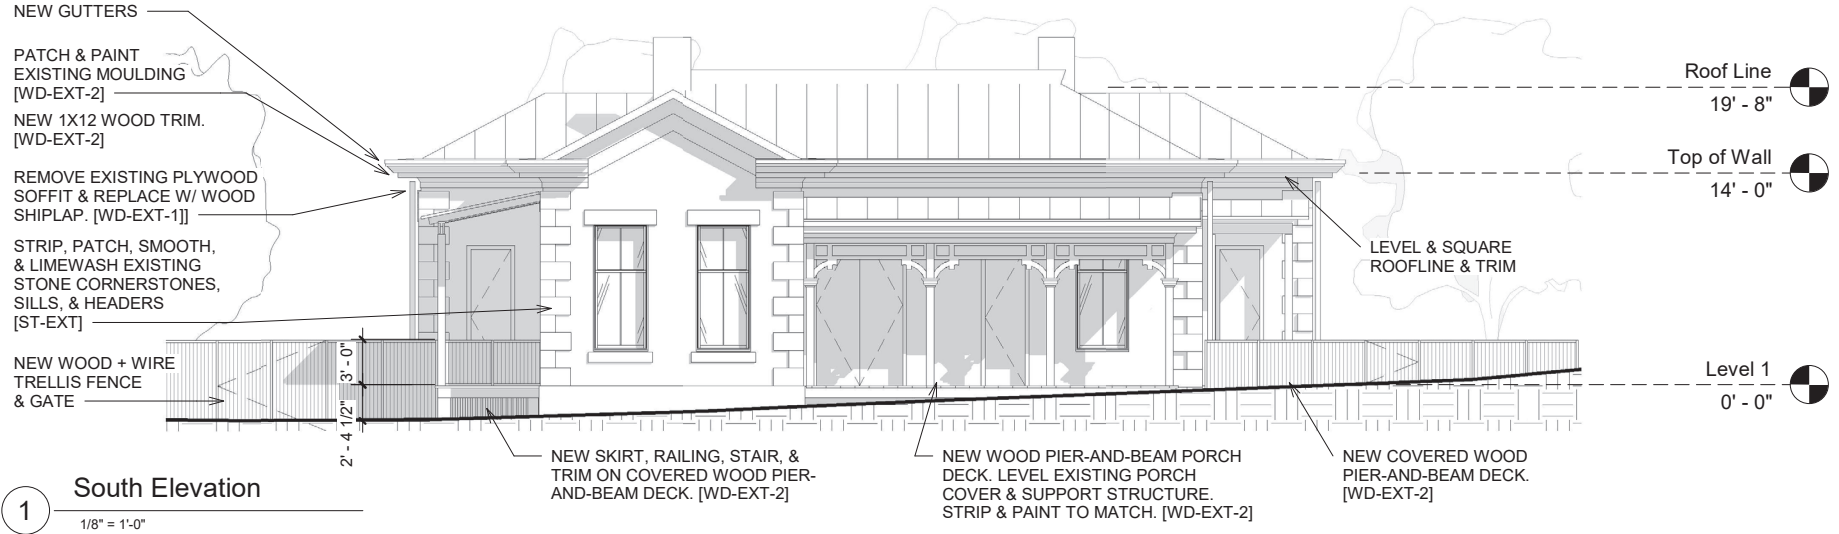 NEW GUTTERS
PATCH & PAINT
EXISTING MOULDING
[WD-EXT-2]
NEW 1X12 WOOD TRIM.
[WD-EXT-2]
REMOVE EXISTING PLYWOOD
SOFFIT & REPLACE W/ WOOD
SHIPLAP. [WD-EXT-1]]
STRIP, PATCH, SMOOTH,
& LIMEWASH EXISTING
STONE CORNERSTONES,
SILLS, & HEADERS
[ST-EXT]
NEW WOOD + WIRE
TRELLIS FENCE
& GATE
3' - 0"
2' - 4 1/2"
Roof Line
19' - 8"
Top of Wall
14' - 0"
LEVEL & SQUARE
ROOFLINE & TRIM
Level 1
0' - 0"
NEW SKIRT, RAILING, STAIR, &
TRIM ON COVERED WOOD PIER-
AND-BEAM DECK. [WD-EXT-2]
NEW WOOD PIER-AND-BEAM PORCH
DECK. LEVEL EXISTING PORCH
COVER & SUPPORT STRUCTURE.
STRIP & PAINT TO MATCH. [WD-EXT-2]
NEW COVERED WOOD
PIER-AND-BEAM DECK.
[WD-EXT-2]
1
South Elevation
1/8" = 1'-0"